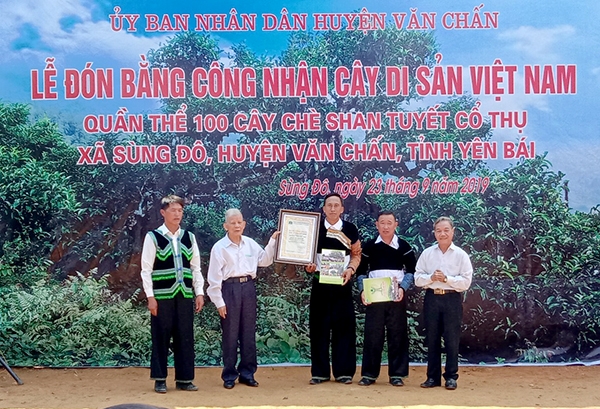 ỦY BAN NHÂN DÂN HUYỆN VĂN CHẤN
LỄ ĐÓN BẰNG CÔNG NHẬN CÂY DI SẢN VIỆT NAM
QUẦN THỂ 100 CÂY CHÈ SHAN TUYẾT CỔ THỤ
XÃ SÙNG ĐÔ, HUYỆN VĂN CHẤN, TỈNH YÊN BÁI
Sùng Đô, ngày 23 tháng 9 năm 2019